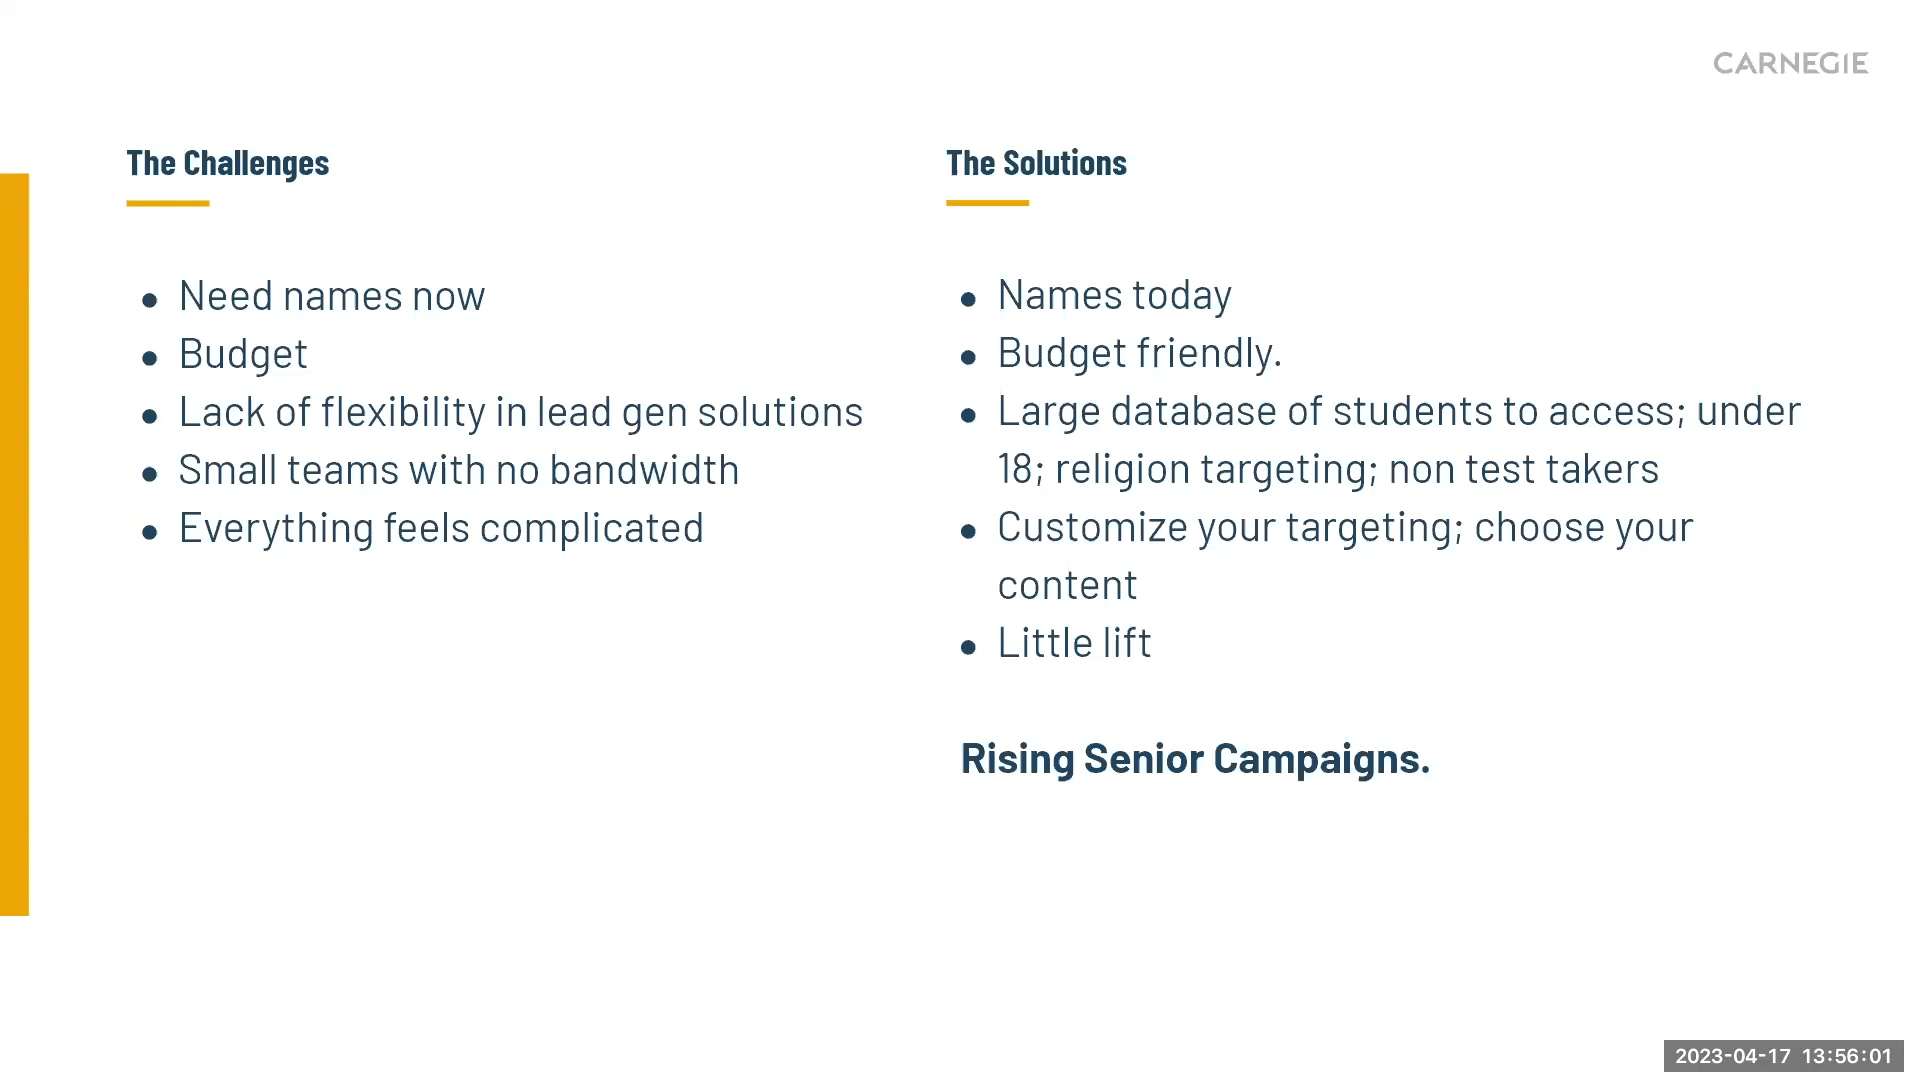 CARNEGIE
The Challenges
● Need names now
● Budget
● Lack of flexibility in lead gen solutions
● Small teams with no bandwidth
● Everything feels complicated
The Solutions
● Names today
● Budget friendly.
● Large database of students to access; under
18; religion targeting; non test takers
● Customize your targeting; choose your
content
● Little lift
Rising Senior Campaigns.
2023-04-17 13:56:01